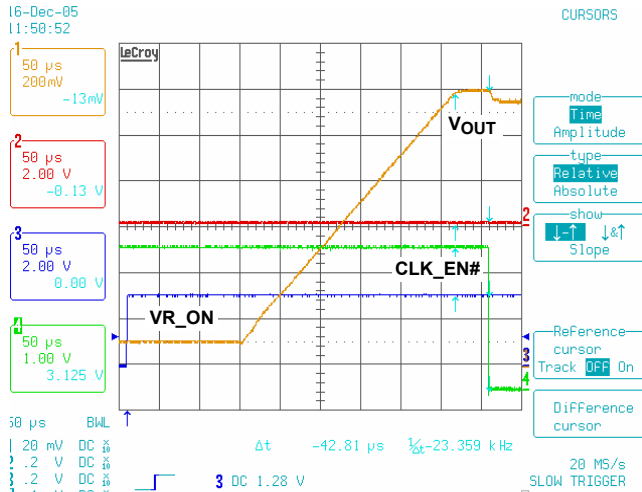 16-Dec-05
11:50:52
CURSORS
LeCroy
1
50 µs
200mV
-13mV
2
50 µs
2.00 V
-0.13 V
3
50 µs
2.00 V
0.00 V
4
50 µs
1.00 V
3.125 V
VOUT
CLK_EN#
VR_ON
2
3
4
mode
Time
Amplitude
type
Relative
Absolute
show
↓-↑ ↓&↑
Slope
Reference
cursor
Track OFF On
Difference
cursor
50 µs BWL
20 mV DC
.2 V DC
.2 V DC
Δt -42.81 µs 1/Δt -23.359 kHz
3 DC 1.28 V
20 MS/s
SLOW TRIGGER